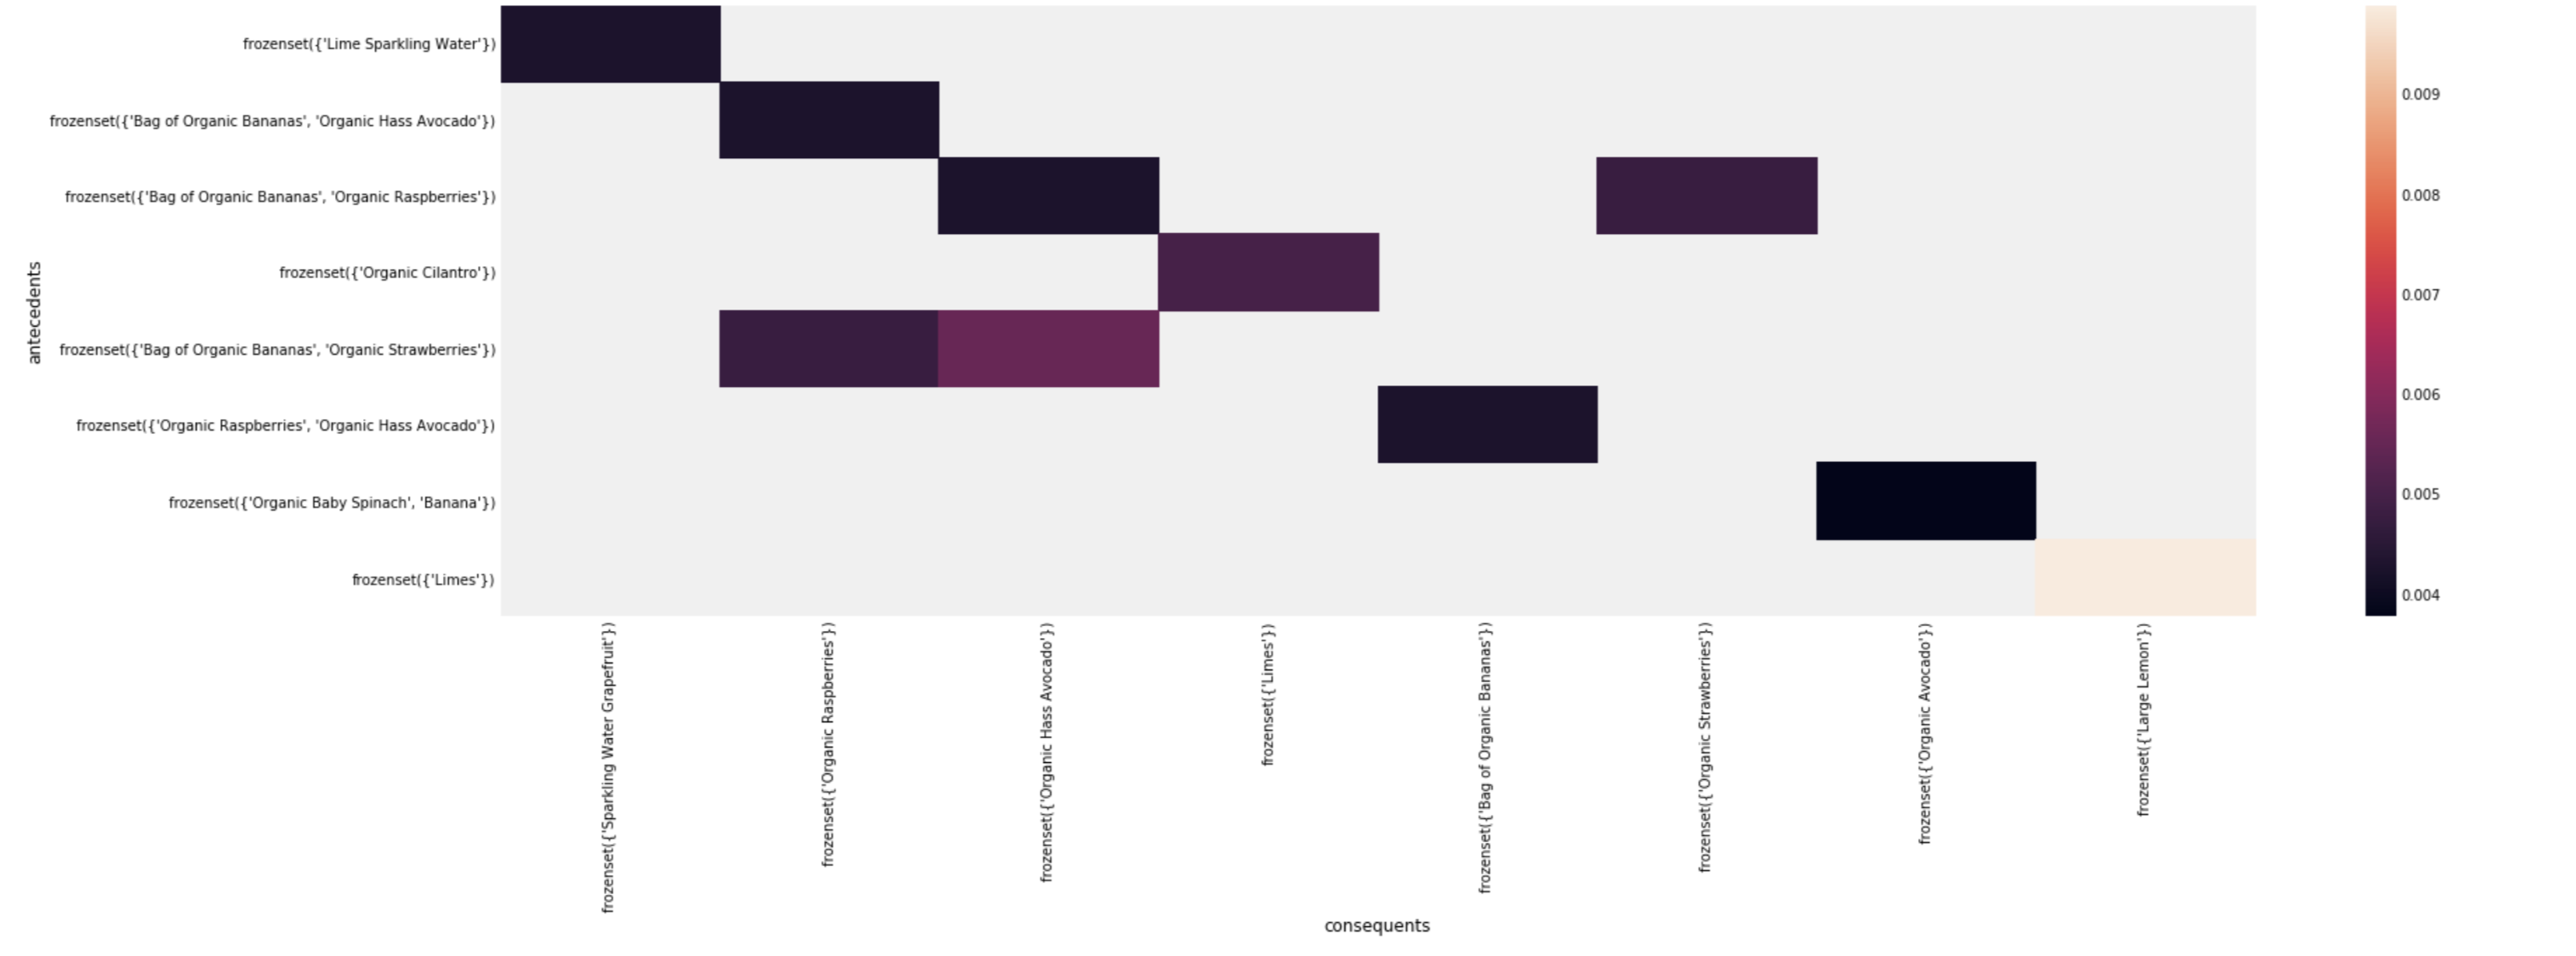 frozenset({'Lime Sparkling Water'})
frozenset({'Bag of Organic Bananas', 'Organic Hass Avocado'})
frozenset({'Bag of Organic Bananas', 'Organic Raspberries'})
frozenset({'Organic Cilantro'})
frozenset({'Bag of Organic Bananas', 'Organic Strawberries'})
frozenset({'Organic Raspberries', 'Organic Hass Avocado'})
frozenset({'Organic Baby Spinach', 'Banana'})
frozenset({'Limes'})
antecedents
frozenset({'Sparkling Water Grapefruit'})
frozenset({'Organic Raspberries'})
frozenset({'Organic Hass Avocado'})
frozenset({'Limes'})
frozenset({'Bag of Organic Bananas'})
frozenset({'Organic Strawberries'})
frozenset({'Organic Avocado'})
frozenset({'Large Lemon'})
consequents
0.009
0.008
0.007
0.006
0.005
0.004